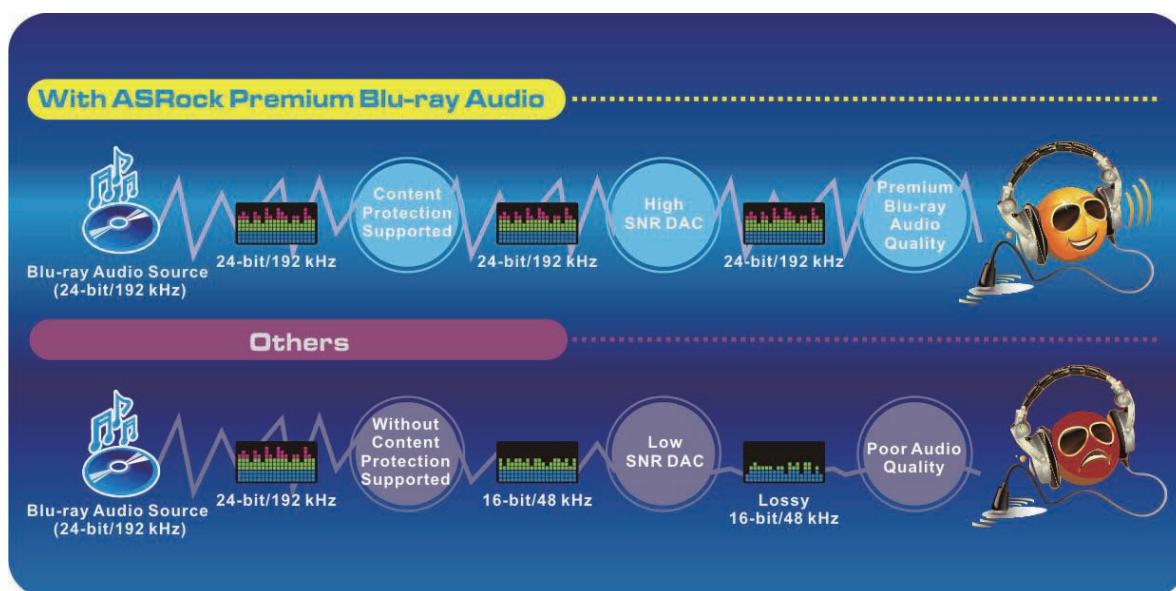 With ASRock Premium Blu-ray Audio
Blu-ray Audio Source
(24-bit/192 kHz)
24-bit/192 kHz
Content
Protection
Supported
24-bit/192 kHz
High
SNR DAC
24-bit/192 kHz
Premium
Blu-ray
Audio
Quality
Others
Blu-ray Audio Source
(24-bit/192 kHz)
24-bit/192 kHz
Without
Content
Protection
Supported
16-bit/48 kHz
Low
SNR DAC
Lossy
16-bit/48 kHz
Poor Audio
Quality